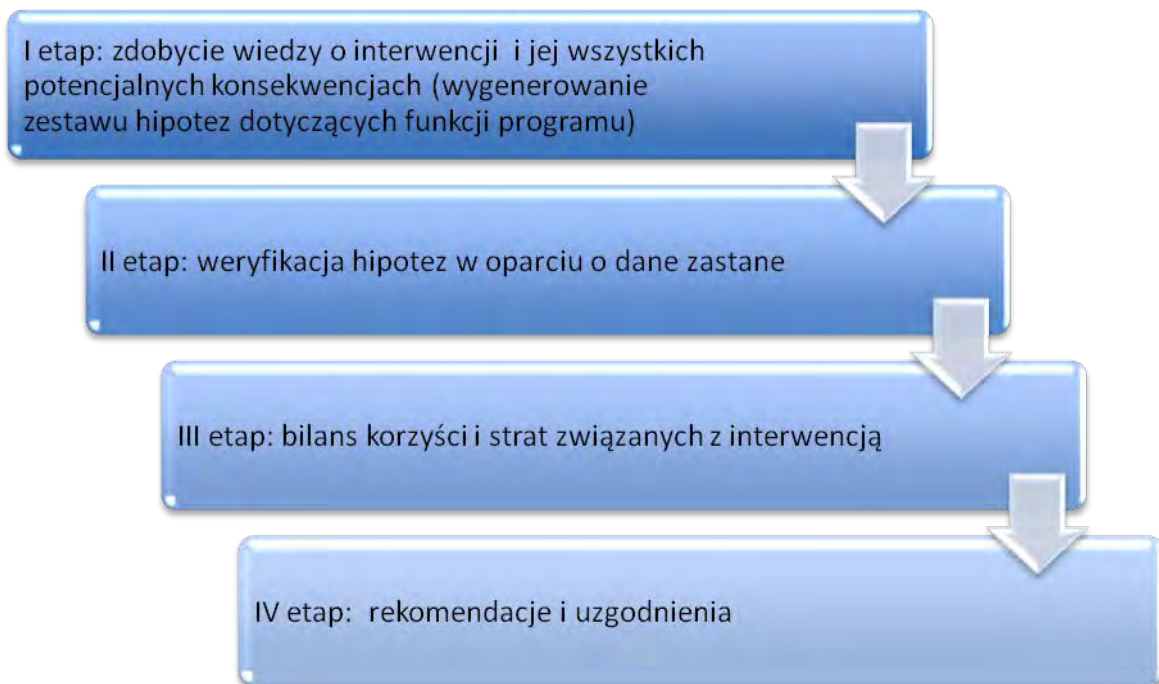 I etap: zdobycie wiedzy o interwencji  i jej wszystkich
potencjalnych konsekwencjach (wygenerowanie
zestawu hipotez dotyczących funkcji programu)
II etap: weryfikacja hipotez w oparciu o dane zastane
III etap: bilans korzyści i strat związanych z interwencją
IV etap:  rekomendacje i uzgodnienia